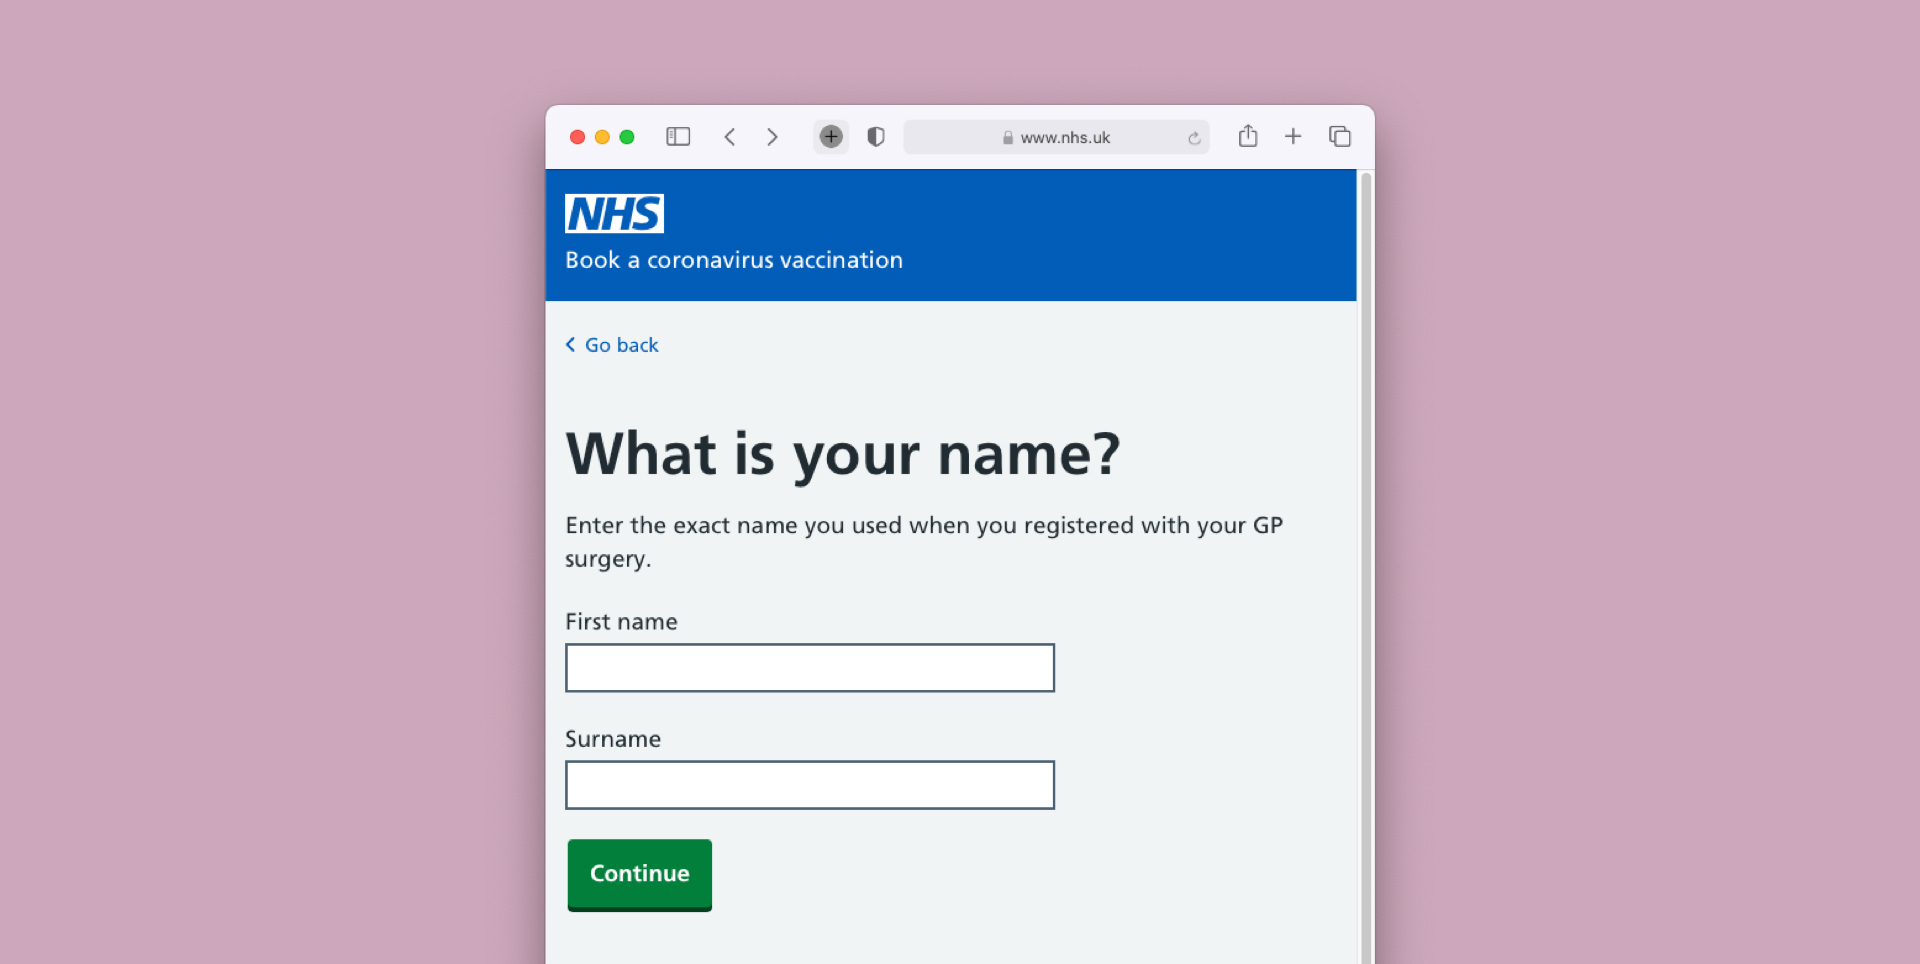 www.nhs.uk
NHS
Book a coronavirus vaccination
Go back
What is your name?
Enter the exact name you used when you registered with your GP
surgery.
First name
Surname
Continue